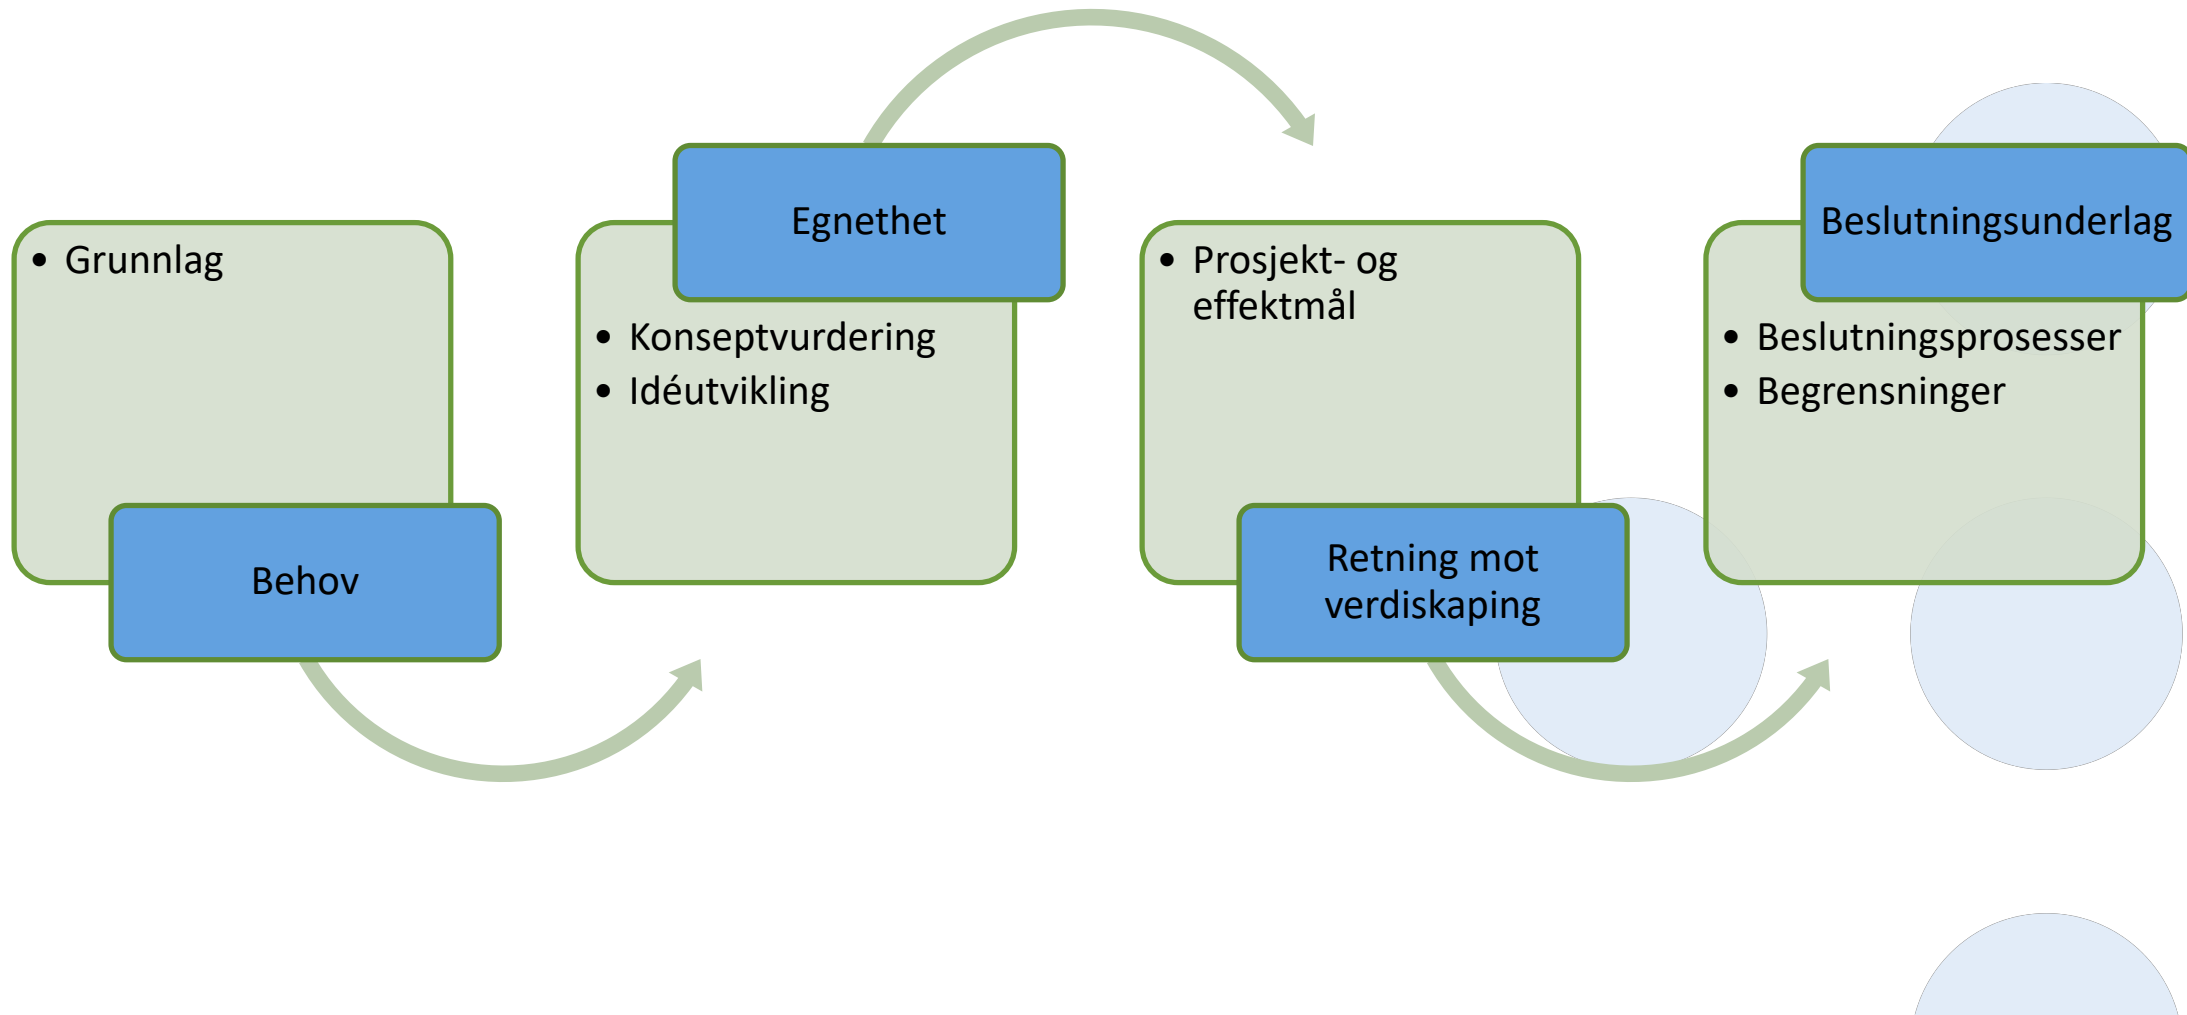 • Grunnlag
Behov
Egnethet
• Konseptvurdering
• Idéutvikling
• Prosjekt- og
effektmål
Retning mot
verdiskaping
Beslutningsunderlag
• Beslutningsprosesser
• Begrensninger